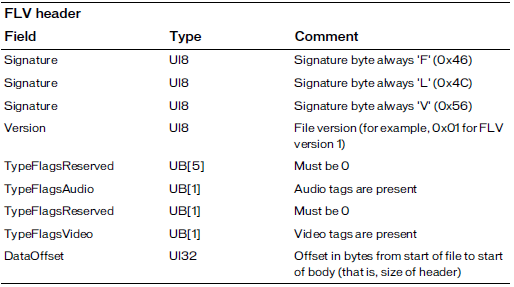 FLV header
Field Type Comment
Signature UI8 Signature byte always 'F' (0x46)
Signature UI8 Signature byte always 'L' (0x4C)
Signature UI8 Signature byte always 'V' (0x56)
Version UI8 File version (for example, 0x01 for FLV
version 1)
TypeFlagsReserved UB[5] Must be 0
TypeFlagsAudio UB[1] Audio tags are present
TypeFlagsReserved UB[1] Must be 0
TypeFlagsVideo UB[1] Video tags are present
DataOffset UI32 Offset in bytes from start of file to start
of body (that is, size of header)